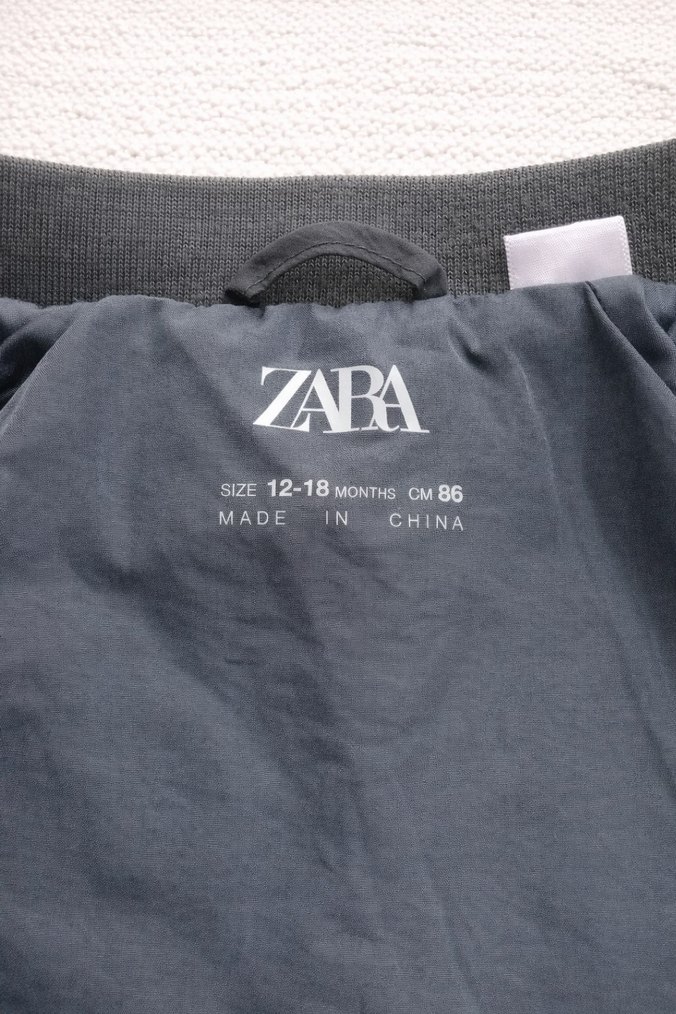 ZARA
SIZE 12-18 MONTHS CM 86
MADE IN CHINA